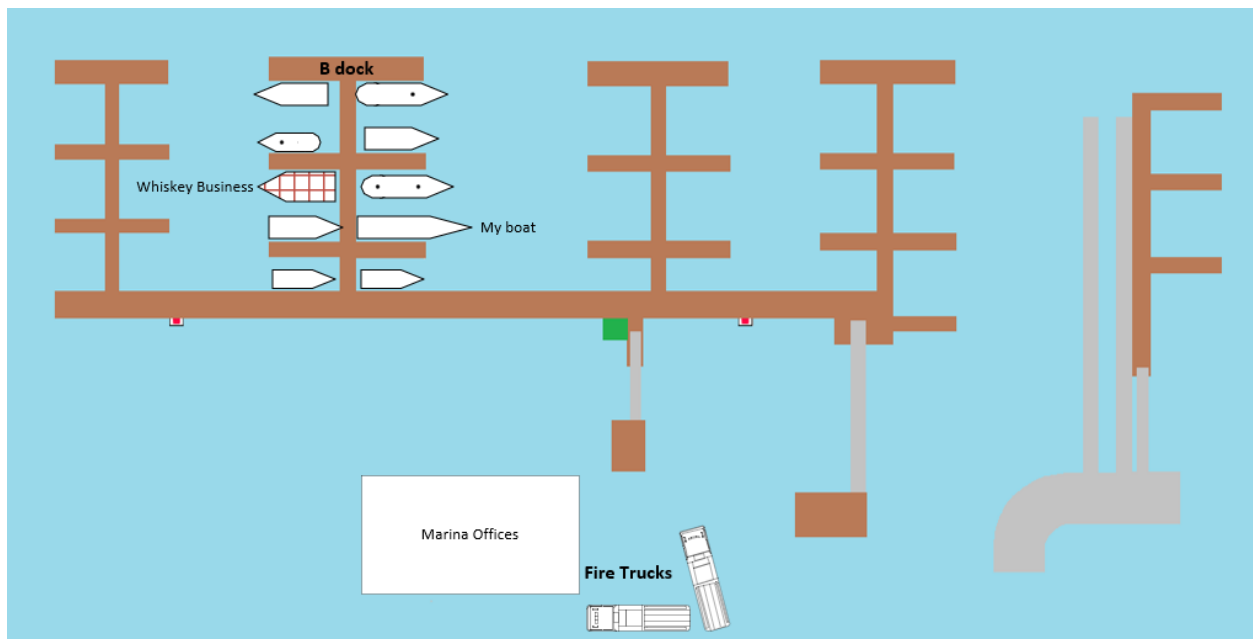 B dock
Whiskey Business
My boat
Marina Offices
Fire Trucks